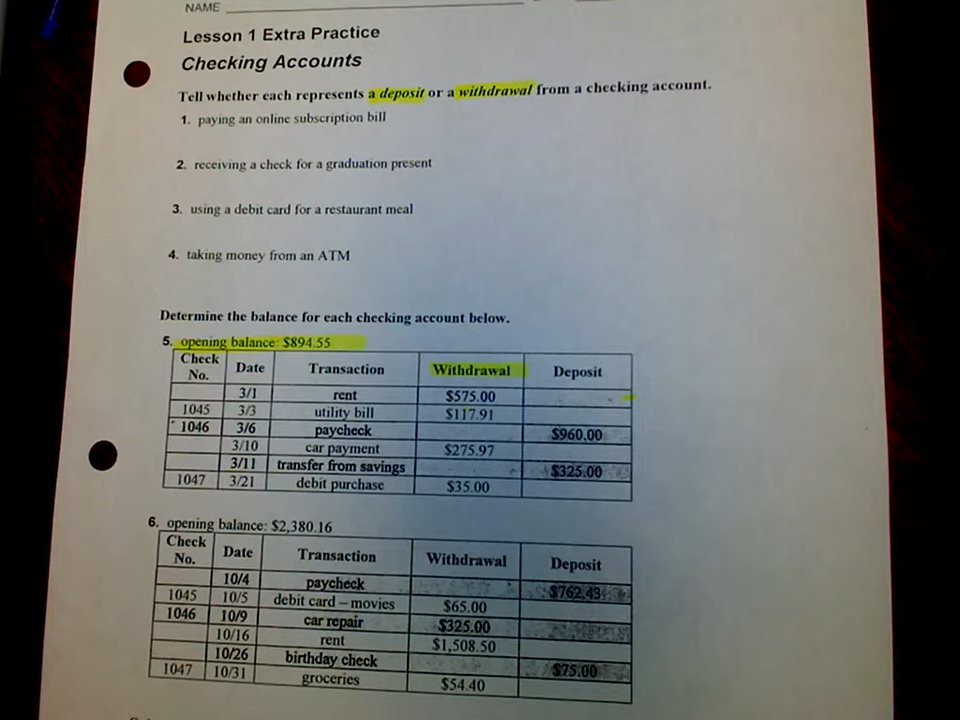 NAME
Lesson 1 Extra Practice
Checking Accounts
Tell whether each represents a deposit or a withdrawal from a checking account.
1. paying an online subscription bill
2. receiving a check for a graduation present
3. using a debit card for a restaurant meal
4. taking money from an ATM
Determine the balance for each checking account below.
5. opening balance: $894.55
Check No. Date Transaction Withdrawal Deposit
3/1 rent $575.00
1045 3/3 utility bill $117.91
1046 3/6 paycheck $960.00
3/10 car payment $275.97
3/11 transfer from savings $325.00
1047 3/21 debit purchase $35.00
6. opening balance: $2,380.16
Check No. Date Transaction Withdrawal Deposit
10/4 paycheck $762.43
1045 10/5 debit card – movies $65.00
1046 10/9 car repair $325.00
10/16 rent $1,508.50
10/26 birthday check $75.00
1047 10/31 groceries $54.40